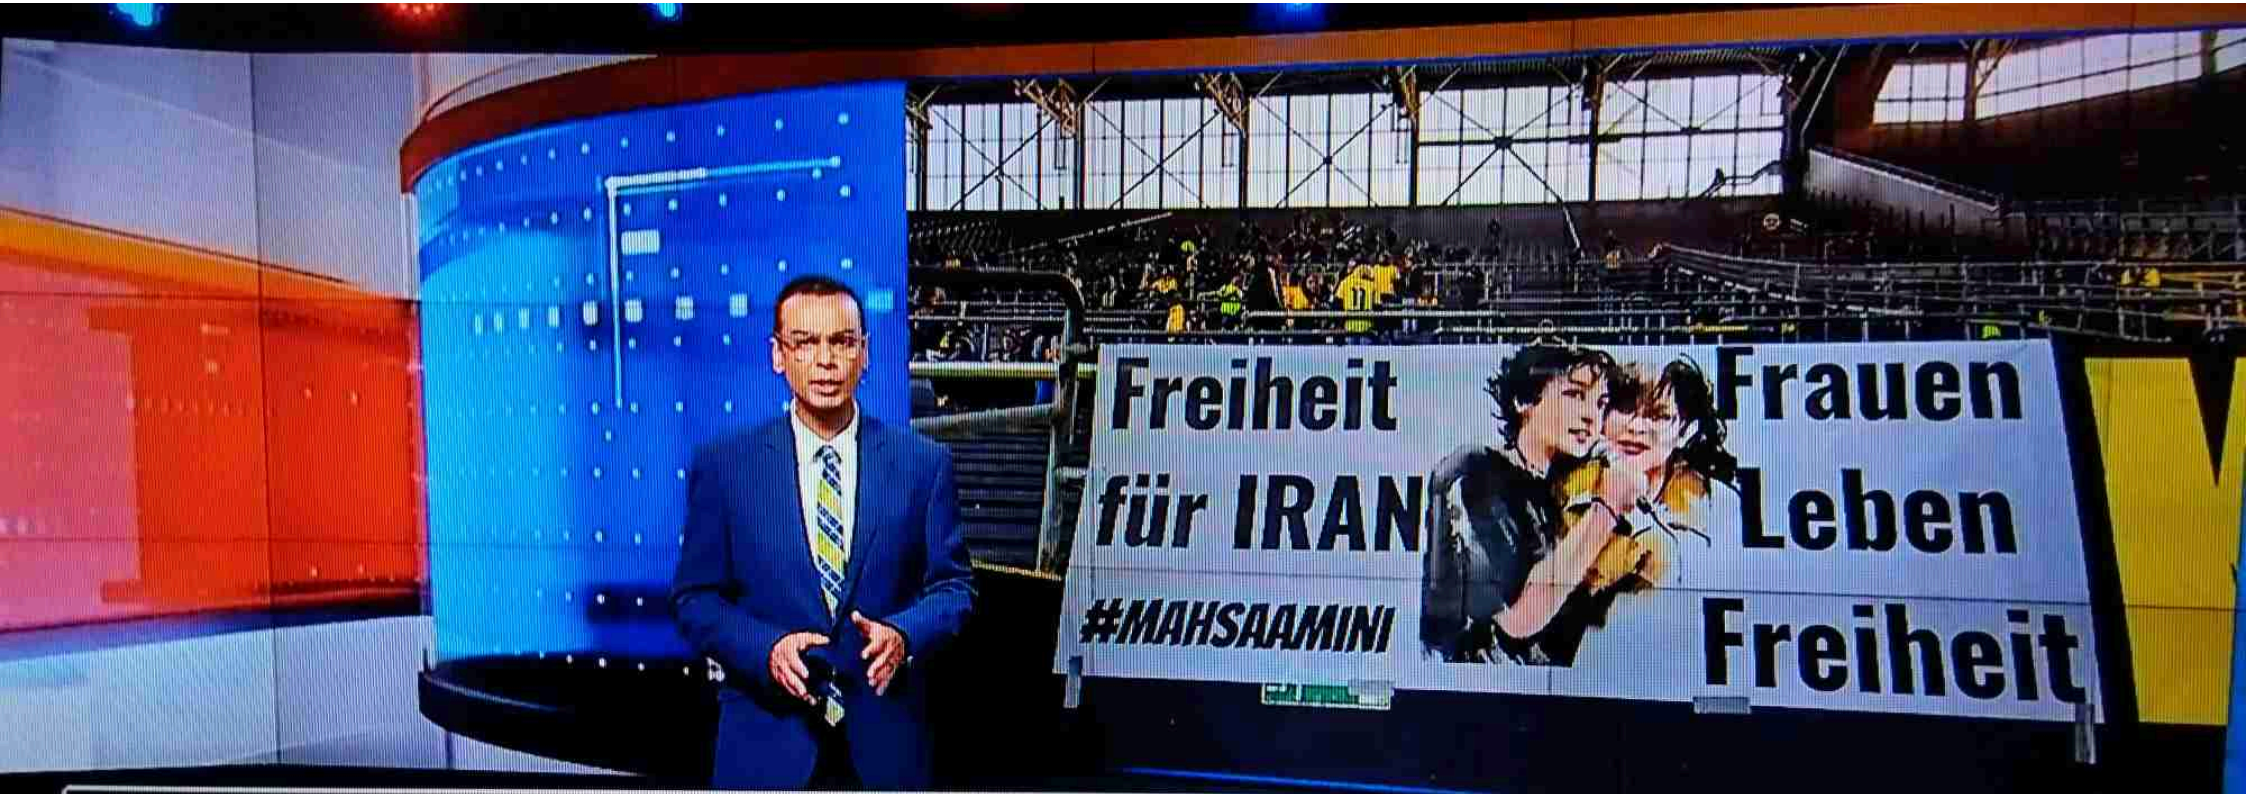 Freiheit
für IRAN
#MAHSAAMINI
Frauen
Leben
Freiheit